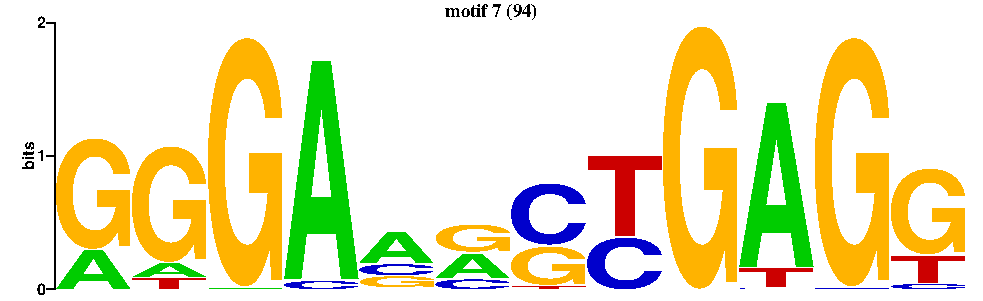 motif 7 (94)
2
1
0
bits
G G G A A G C T G A G G
A A C C A G C T T
T G C T C